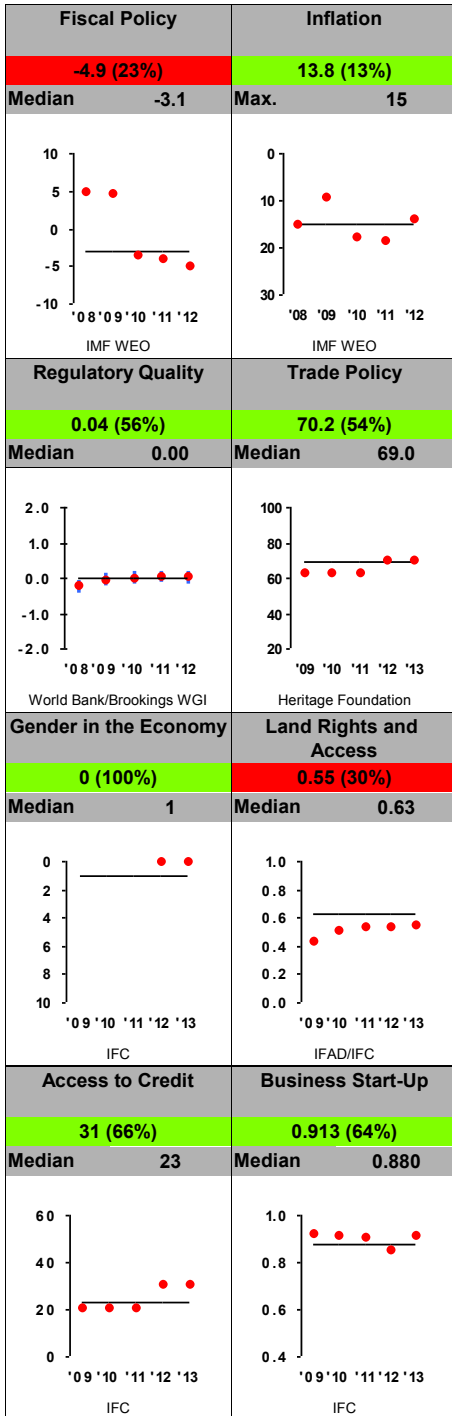 Fiscal Policy
-4.9 (23%)
Median -3.1
10
5
0
-5
-10
'08 '09 '10 '11 '12
IMF WEO
Inflation
13.8 (13%)
Max. 15
0
10
20
30
'08 '09 '10 '11 '12
IMF WEO
Regulatory Quality
0.04 (56%)
Median 0.00
2.0
1.0
0.0
-1.0
-2.0
'08 '09 '10 '11 '12
World Bank/Brookings WGI
Trade Policy
70.2 (54%)
Median 69.0
100
80
60
40
20
'09 '10 '11 '12 '13
Heritage Foundation
Gender in the Economy
0 (100%)
Median 1
0
2
4
6
8
10
'09 '10 '11 '12 '13
IFC
Land Rights and
Access
0.55 (30%)
Median 0.63
1.0
0.8
0.6
0.4
0.2
0.0
'09 '10 '11 '12 '13
IFAD/IFC
Access to Credit
31 (66%)
Median 23
60
40
20
0
'09 '10 '11 '12 '13
IFC
Business Start-Up
0.913 (64%)
Median 0.880
1.0
0.8
0.6
0.4
'09 '10 '11 '12 '13
IFC